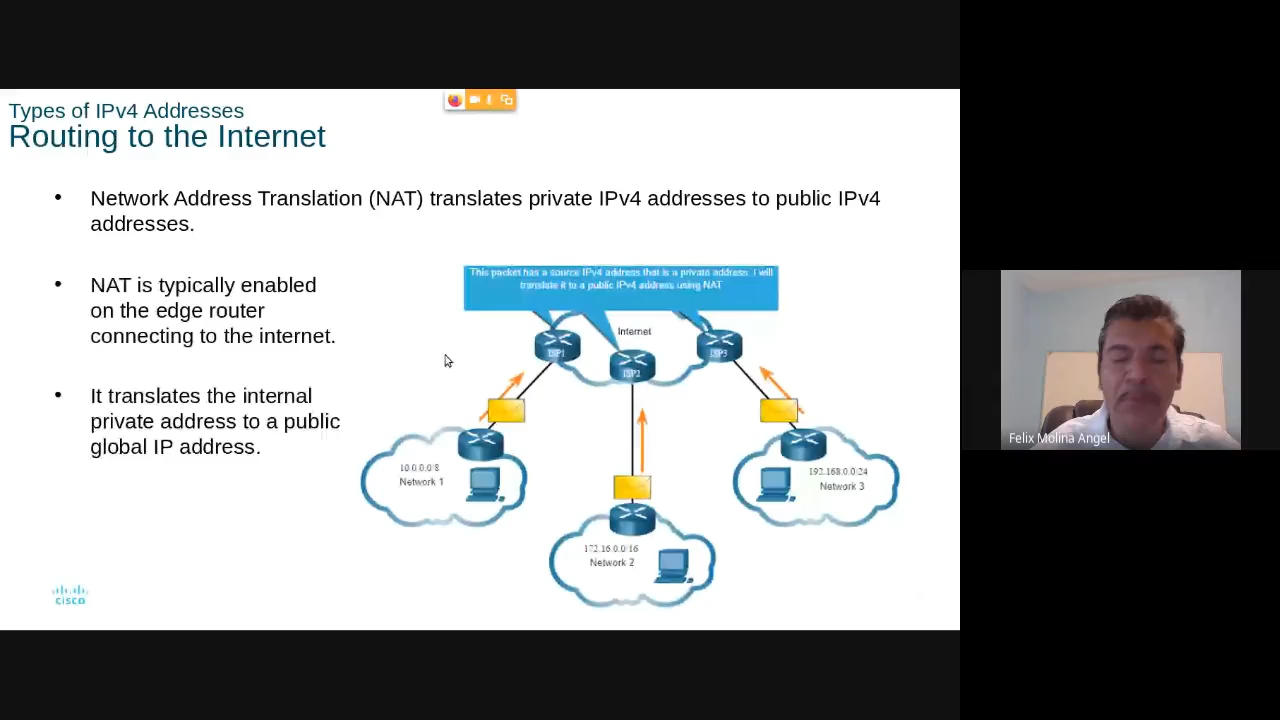 Types of IPv4 Addresses
Routing to the Internet
• Network Address Translation (NAT) translates private IPv4 addresses to public IPv4
addresses.
• NAT is typically enabled
on the edge router
connecting to the internet.
• It translates the internal
private address to a public
global IP address.
This packet has a source IPv4 address that is a private address. I will
translate it to a public IPv4 address using NAT
Internet
ISP1
ISP2
ISP3
10.0.0.0/8
Network 1
172.16.0.0/16
Network 2
192.168.0.0/24
Network 3
cisco
Felix Molina Angel